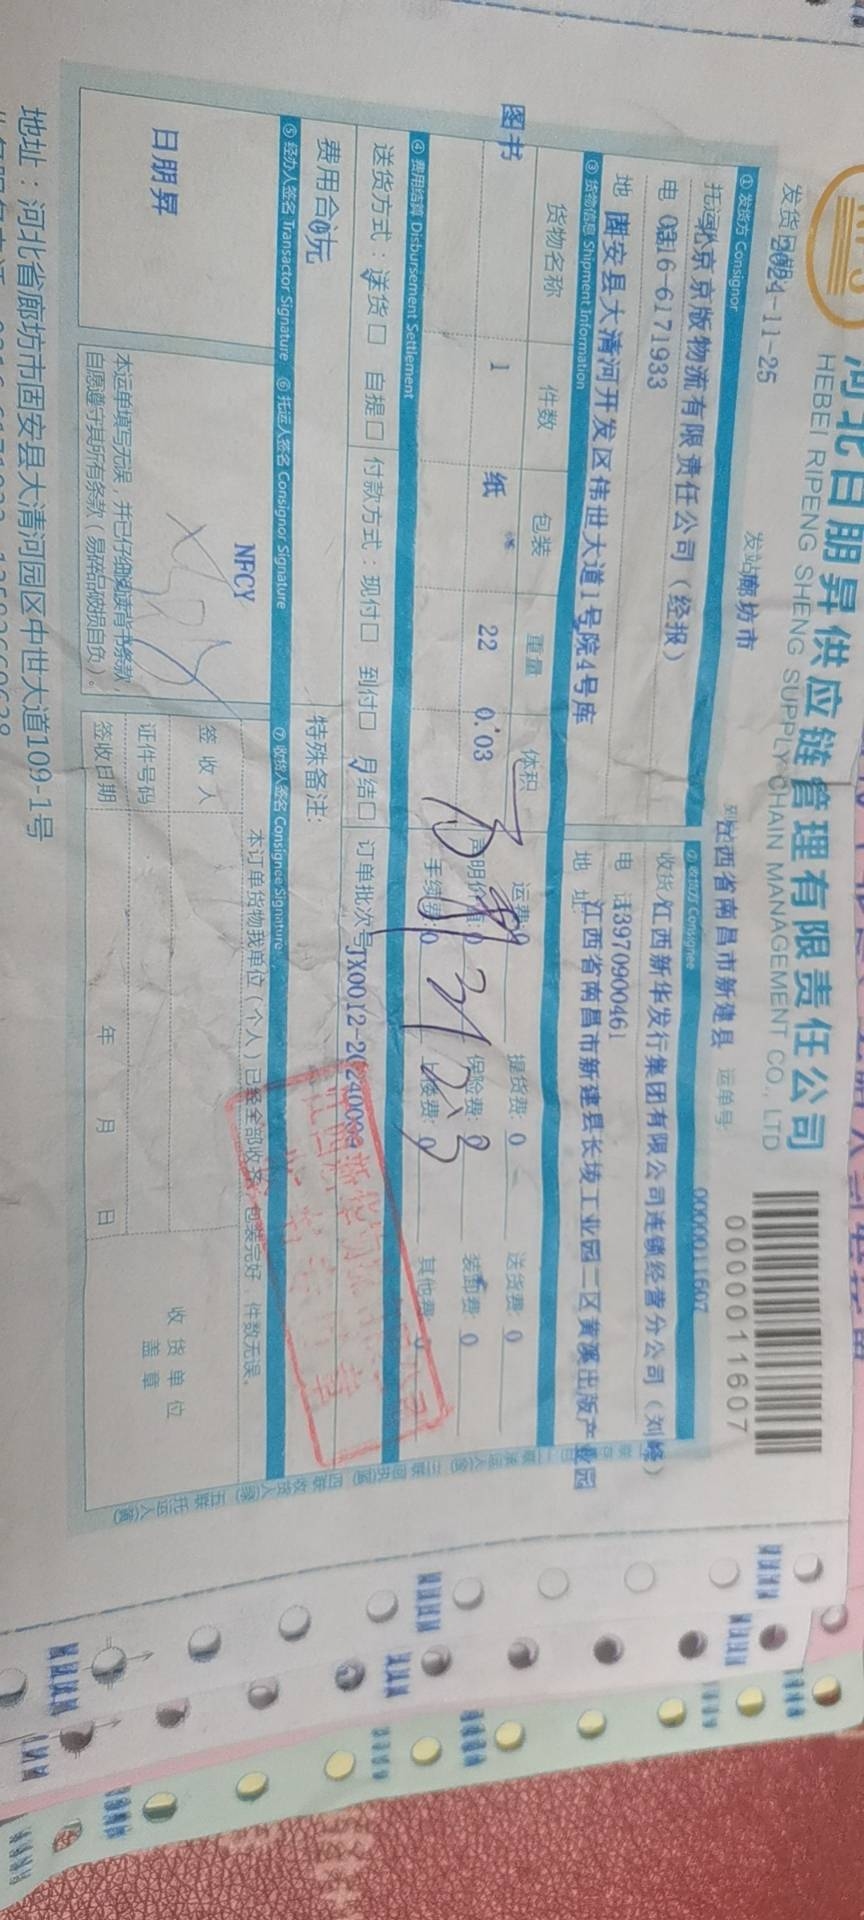 河北日朋昇供应链管理有限责任公司
HEBEI RIPENG SHENG SUPPLY CHAIN MANAGEMENT CO., LTD
0000011607
发货日期2024-11-25 发站廊坊市 到站江西省南昌市新建县 运单号: 0000011607
① 发货方 Consignor ② 收货方 Consignee
北京京版物流有限责任公司（经报） 收货 江西新华发行集团有限公司连锁经营分公司（刘峰）
电 话0316-6171933 电 话13970900461
地 固安县大清河开发区伟世大道1号院4号库 地 址 江西省南昌市新建县长堎工业园二区黄溪出版产业园
③ 货物信息 Shipment Information
货物名称 件数 包装 重量 体积 运费:0 提货费: 0 送货费: 0
图书 1 纸 22 0.03 声明价值:0 保险费: 0 装卸费: 0
手续费:0 上楼费:0 其他费:0
④ 费用结算 Disbursement Settlement
送货方式：送货☐ 自提☐ 付款方式：现付☐ 到付☐ 月结☐ 订单批次号
费用合0元 特殊备注:
⑤ 经办人签名 Transactor Signature ⑥ 托运人签名 Consignor Signature ⑦ 收货人签名 Consignee Signature
本订单货物我单位（个人）已经全部收齐，包装完好，件数无误。
日朋昇 NFCY 签收人 收货单位
证件号码 盖章
本运单填写无误，并已仔细阅读背书条款， 签收日期 年 月 日
自愿遵守其所有条款（易碎品破损自负）。
地址：河北省廊坊市固安县大清河园区中世大道109-1号